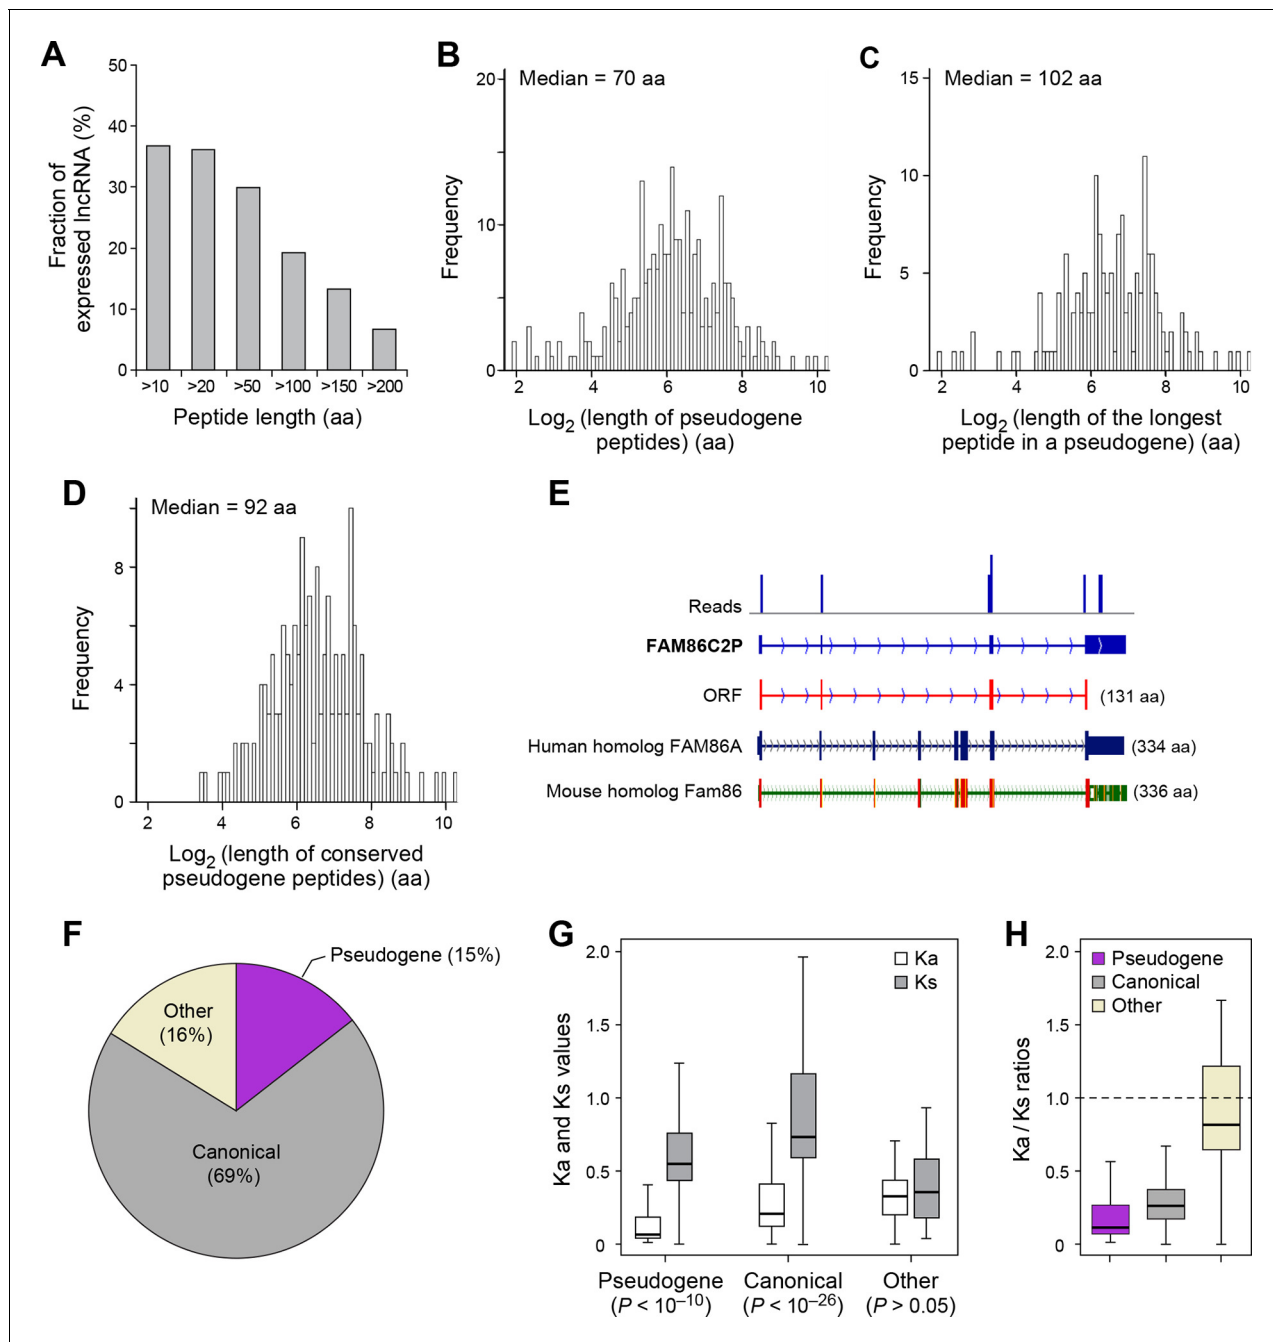 A
50
40
30
20
10
0
Fraction of
expressed lncRNA (%)
>10 >20 >50 >100 >150 >200
Peptide length (aa)
B
Median = 70 aa
20
10
0
Frequency
2 4 6 8 10
Log2 (length of pseudogene
peptides) (aa)
C
Median = 102 aa
15
10
5
0
Frequency
2 4 6 8 10
Log2 (length of the longest
peptide in a pseudogene) (aa)
D
Median = 92 aa
8
4
0
Frequency
2 4 6 8 10
Log2 (length of conserved
pseudogene peptides) (aa)
E
Reads
FAM86C2P
ORF
(131 aa)
Human homolog FAM86A
(334 aa)
Mouse homolog Fam86
(336 aa)
F
Pseudogene (15%)
Other
(16%)
Canonical
(69%)
G
2.0
1.5
1.0
0.5
0
Ka and Ks values
Ka
Ks
Pseudogene
(P < 10–10)
Canonical
(P < 10–26)
Other
(P > 0.05)
H
2.0
1.5
1.0
0.5
0
Ka / Ks ratios
Pseudogene
Canonical
Other